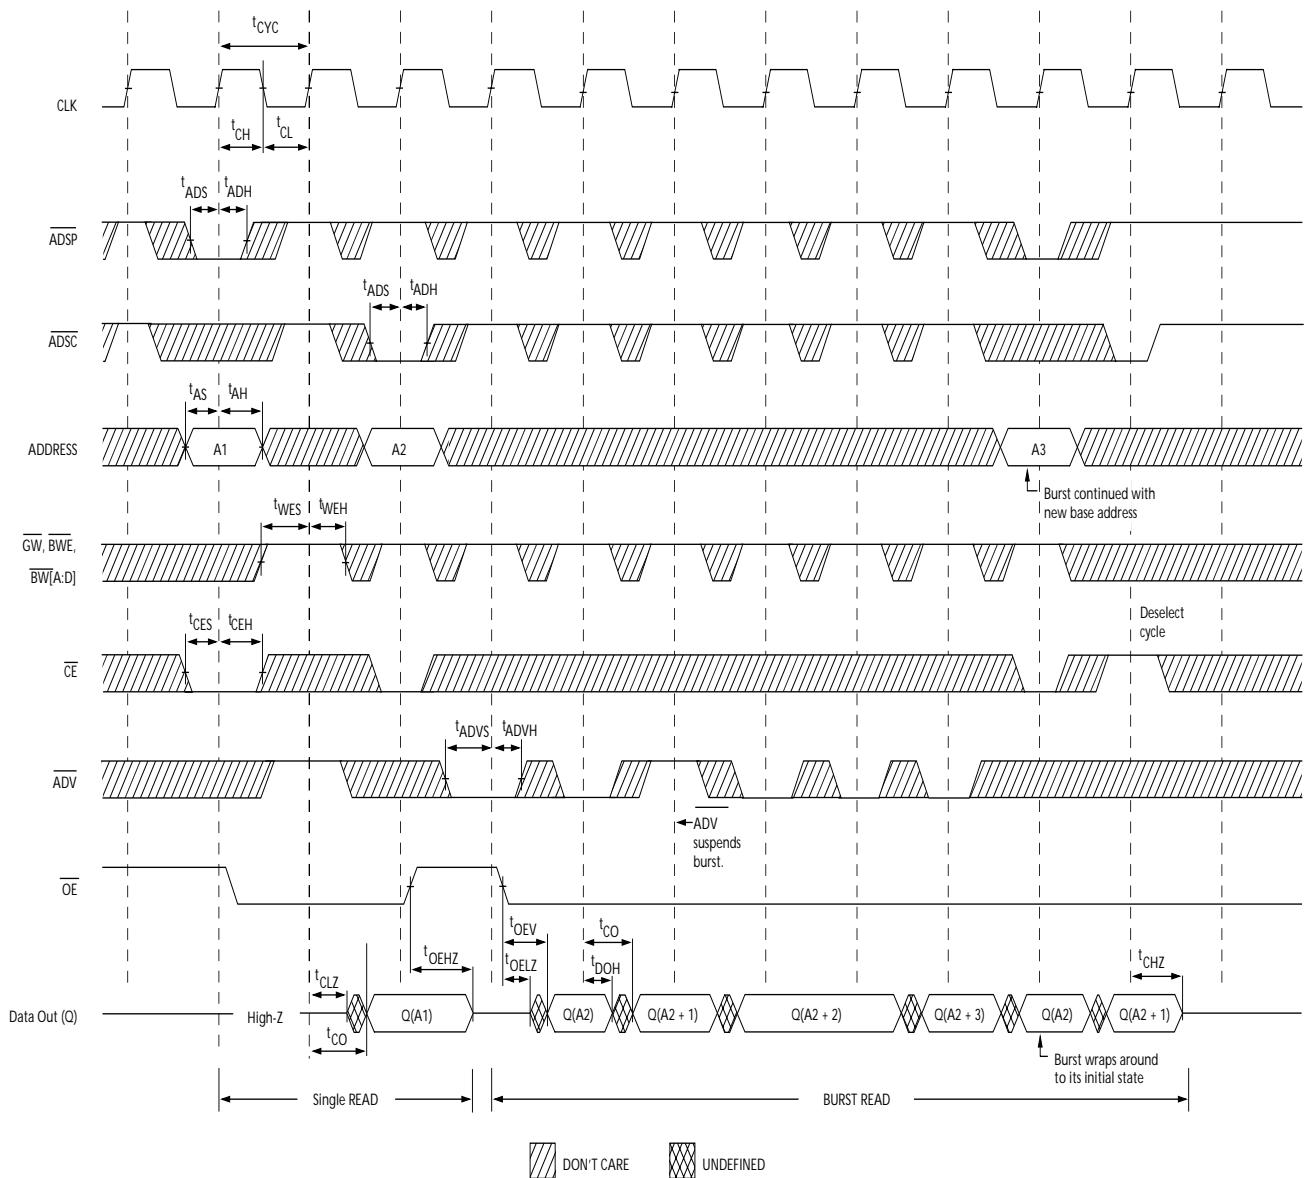 tCYC
CLK
tCH
tCL
tADS
tADH
ADSP
tADS
tADH
ADSC
tAS
tAH
ADDRESS
A1
A2
A3
Burst continued with
new base address
tWES
tWEH
GW, BWE,
BW[A:D]
tCES
tCEH
Deselect
cycle
CE
tADVS
tADVH
ADV
ADV
suspends
burst.
OE
tOEHZ
tOEV
tOELZ
tCO
tDOH
tCLZ
tCHZ
Data Out (Q)
High-Z
Q(A1)
Q(A2)
Q(A2 + 1)
Q(A2 + 2)
Q(A2 + 3)
Q(A2)
Q(A2 + 1)
tCO
Burst wraps around
to its initial state
Single READ
BURST READ
DON'T CARE
UNDEFINED